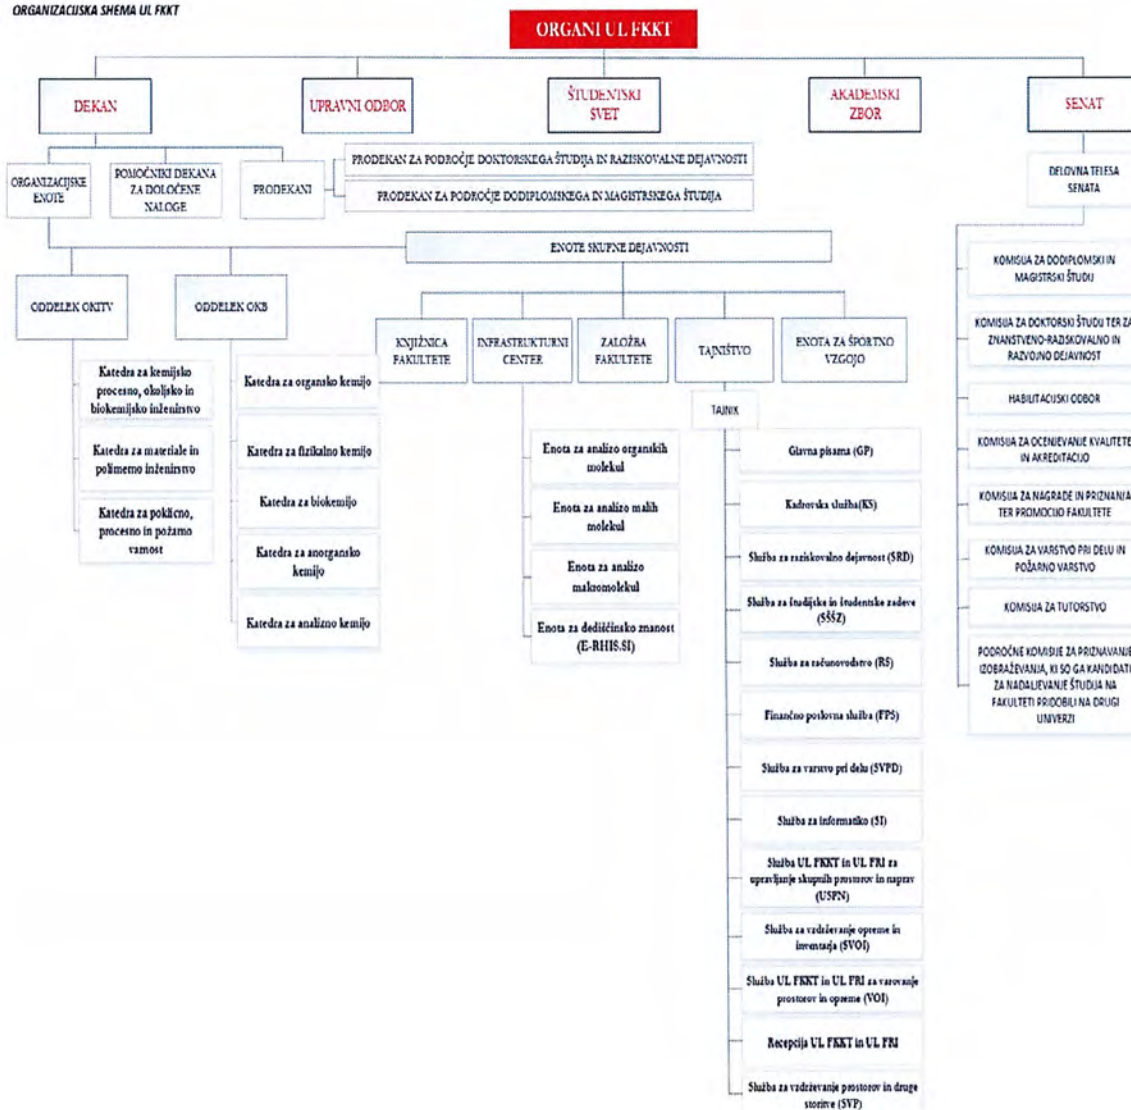 ORGANIZACIJSKA SHEMA UL FKKT
ORGANI UL FKKT
DEKAN
UPRAVNI ODBOR
ŠTUDENTSKI
SVET
AKADEMSKI
ZBOR
SENAT
ORGANIZACIJSKE
ENOTE
POMOČNIKI DEKANA
ZA DOLOČENE
NALOGE
PRODEKANI
PRODEKAN ZA PODROČJE DOKTORSKEGA ŠTUDIJA IN RAZISKOVALNE DEJAVNOSTI
PRODEKAN ZA PODROČJE DODIPLOMSKEGA IN MAGISTRSKEGA ŠTUDIJA
DELOVNA TELESA
SENATA
ENOTE SKUPNE DEJAVNOSTI
ODDELEK OKITV
ODDELEK OKB
KNJIŽNICA
FAKULTETE
INFRASTRUKTURNI
CENTER
ZALOŽBA
FAKULTETE
TAJNIŠTVO
ENOTA ZA ŠPORTNO
VZGOJO
TAJNIK
Katedra za kemijsko
procesno, okoljsko in
biokemijsko inženirstvo
Katedra za materiale in
polimerno inženirstvo
Katedra za poklicno,
procesno in požarno
varnost
Katedra za organsko kemijo
Katedra za fizikalno kemijo
Katedra za biokemijo
Katedra za anorgansko
kemijo
Katedra za analizno kemijo
Enota za analizo organskih
molekul
Enota za analizo malih
molekul
Enota za analizo
makromolekul
Enota za dediščinsko znanost
(E-RHIS.SI)
Glavna pisarna (GP)
Kadrovska služba(KS)
Služba za raziskovalno dejavnost (SRD)
Služba za študijske in študentske zadeve
(SŠŠZ)
Služba za računovodstvo (RS)
Finančno poslovna služba (FPS)
Služba za varstvo pri delu (SVPD)
Služba za informatiko (SI)
Služba UL FKKT in UL FRI za
upravljanje skupnih prostorov in naprav
(USPN)
Služba za vzdrževanje opreme in
inventarja (SVOI)
Služba UL FKKT in UL FRI za varovanje
prostorov in opreme (VOI)
Recepcija UL FKKT in UL FRI
Služba za vzdrževanje prostorov in druge
storitve (SVP)
KOMISIJA ZA DODIPLOMSKI IN
MAGISTRSKI ŠTUDIJ
KOMISIJA ZA DOKTORSKI ŠTUDIJ TER ZA
ZNANSTVENO-RAZISKOVALNO IN
RAZVOJNO DEJAVNOST
HABILITACIJSKI ODBOR
KOMISIJA ZA OCENJEVANJE KVALITETE
IN AKREDITACIJO
KOMISIJA ZA NAGRADE IN PRIZNANJA
TER PROMOCIJO FAKULTETE
KOMISIJA ZA VARSTVO PRI DELU IN
POŽARNO VARSTVO
KOMISIJA ZA TUTORSTVO
PODROČNE KOMISIJE ZA PRIZNAVANJE
IZOBRAŽEVANJA, KI SO GA KANDIDATI
ZA NADALJEVANJE ŠTUDIJA NA
FAKULTETI PRIDOBILI NA DRUGI
UNIVERZI